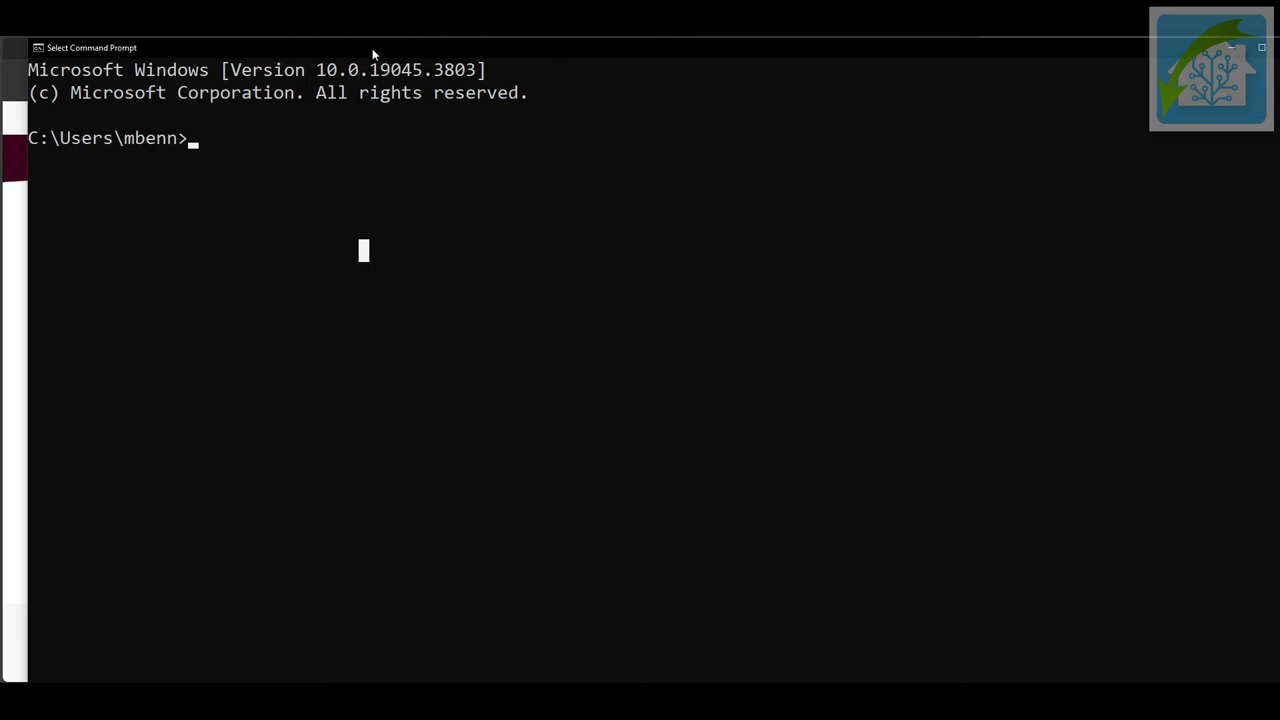 Select Command Prompt
Microsoft Windows [Version 10.0.19045.3803]
(c) Microsoft Corporation. All rights reserved.
C:\Users\mbenn>